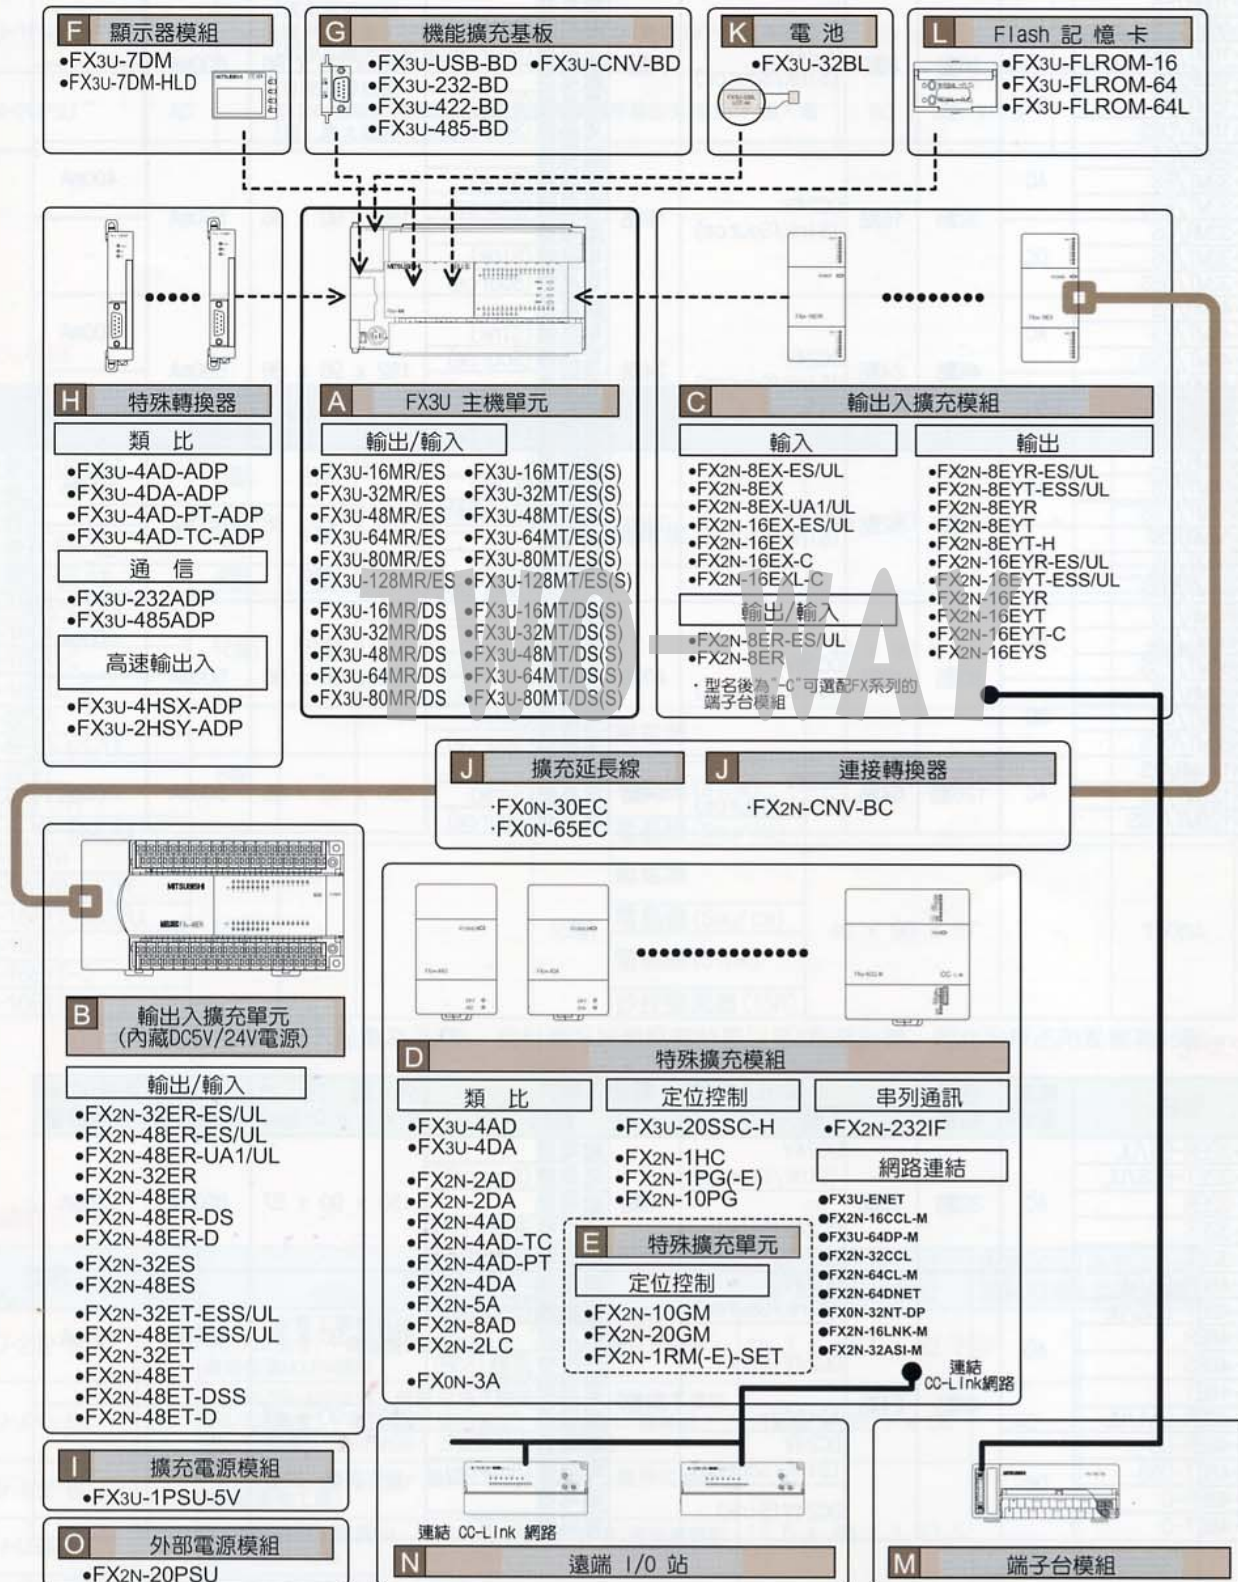 F 顯示器模組
•FX3U-7DM
•FX3U-7DM-HLD
G 機能擴充基板
•FX3U-USB-BD •FX3U-CNV-BD
•FX3U-232-BD
•FX3U-422-BD
•FX3U-485-BD
K 電 池
•FX3U-32BL
L Flash 記 憶 卡
•FX3U-FLROM-16
•FX3U-FLROM-64
•FX3U-FLROM-64L
MITSUBISHI
H 特殊轉換器
類 比
•FX3U-4AD-ADP
•FX3U-4DA-ADP
•FX3U-4AD-PT-ADP
•FX3U-4AD-TC-ADP
通 信
•FX3U-232ADP
•FX3U-485ADP
高速輸出入
•FX3U-4HSX-ADP
•FX3U-2HSY-ADP
A FX3U 主機單元
輸出/輸入
•FX3U-16MR/ES •FX3U-16MT/ES(S)
•FX3U-32MR/ES •FX3U-32MT/ES(S)
•FX3U-48MR/ES •FX3U-48MT/ES(S)
•FX3U-64MR/ES •FX3U-64MT/ES(S)
•FX3U-80MR/ES •FX3U-80MT/ES(S)
•FX3U-128MR/ES •FX3U-128MT/ES(S)
•FX3U-16MR/DS •FX3U-16MT/DS(S)
•FX3U-32MR/DS •FX3U-32MT/DS(S)
•FX3U-48MR/DS •FX3U-48MT/DS(S)
•FX3U-64MR/DS •FX3U-64MT/DS(S)
•FX3U-80MR/DS •FX3U-80MT/DS(S)
C 輸出入擴充模組
輸入
•FX2N-8EX-ES/UL
•FX2N-8EX
•FX2N-8EX-UA1/UL
•FX2N-16EX-ES/UL
•FX2N-16EX
•FX2N-16EX-C
•FX2N-16EXL-C
輸出/輸入
•FX2N-8ER-ES/UL
•FX2N-8ER
·型名後為"-C"可選配FX系列的
端子台模組
輸出
•FX2N-8EYR-ES/UL
•FX2N-8EYT-ESS/UL
•FX2N-8EYR
•FX2N-8EYT
•FX2N-8EYT-H
•FX2N-16EYR-ES/UL
•FX2N-16EYT-ESS/UL
•FX2N-16EYR
•FX2N-16EYT
•FX2N-16EYT-C
•FX2N-16EYS
TWO-WAY
J 擴充延長線
·FX0N-30EC
·FX0N-65EC
J 連接轉換器
·FX2N-CNV-BC
MITSUBISHI
B 輸出入擴充單元
(內藏DC5V/24V電源)
輸出/輸入
•FX2N-32ER-ES/UL
•FX2N-48ER-ES/UL
•FX2N-48ER-UA1/UL
•FX2N-32ER
•FX2N-48ER
•FX2N-48ER-DS
•FX2N-48ER-D
•FX2N-32ES
•FX2N-48ES
•FX2N-32ET-ESS/UL
•FX2N-48ET-ESS/UL
•FX2N-32ET
•FX2N-48ET
•FX2N-48ET-DSS
•FX2N-48ET-D
D 特殊擴充模組
類 比
•FX3U-4AD
•FX3U-4DA
•FX2N-2AD
•FX2N-2DA
•FX2N-4AD
•FX2N-4AD-TC
•FX2N-4AD-PT
•FX2N-4DA
•FX2N-5A
•FX2N-8AD
•FX2N-2LC
•FX0N-3A
定位控制
•FX3U-20SSC-H
•FX2N-1HC
•FX2N-1PG(-E)
•FX2N-10PG
E 特殊擴充單元
定位控制
•FX2N-10GM
•FX2N-20GM
•FX2N-1RM(-E)-SET
串列通訊
•FX2N-232IF
網路連結
●FX3U-ENET
●FX2N-16CCL-M
●FX3U-64DP-M
●FX2N-32CCL
●FX2N-64CL-M
●FX2N-64DNET
●FX0N-32NT-DP
●FX2N-16LNK-M
●FX2N-32ASI-M
連結
CC-Link網路
I 擴充電源模組
•FX3U-1PSU-5V
O 外部電源模組
•FX2N-20PSU
連結 CC-Link 網路
N 遠端 I/O 站
M 端子台模組